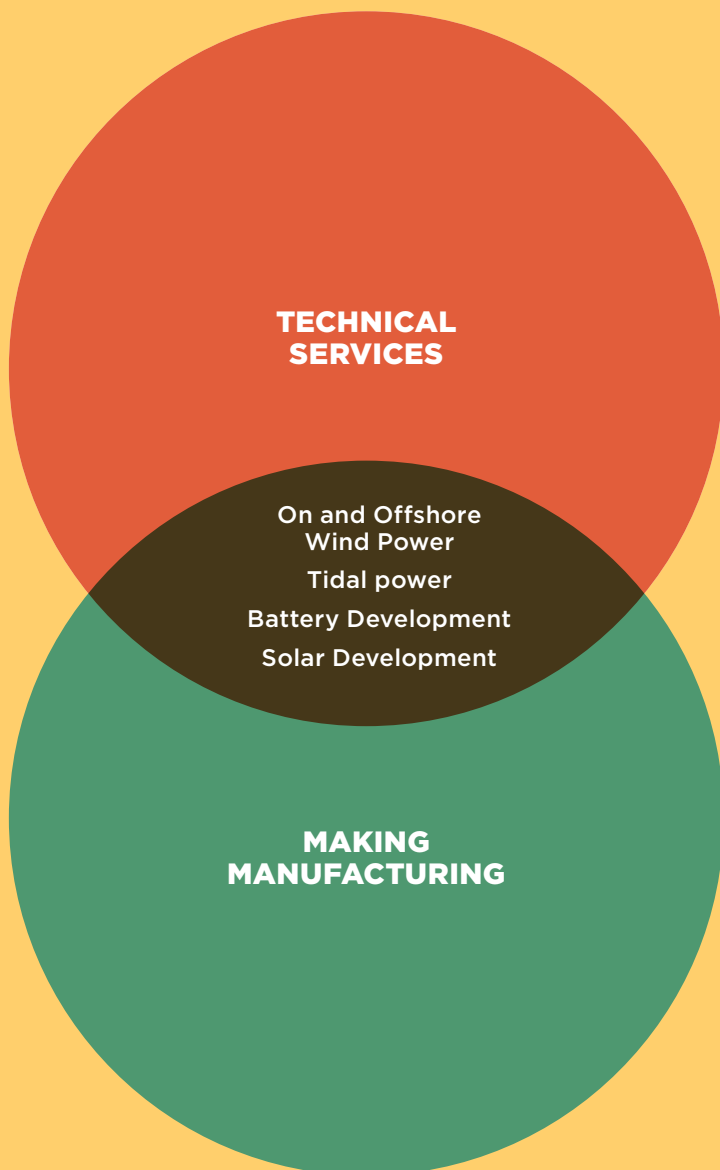 TECHNICAL
SERVICES
On and Offshore
Wind Power
Tidal power
Battery Development
Solar Development
MAKING
MANUFACTURING